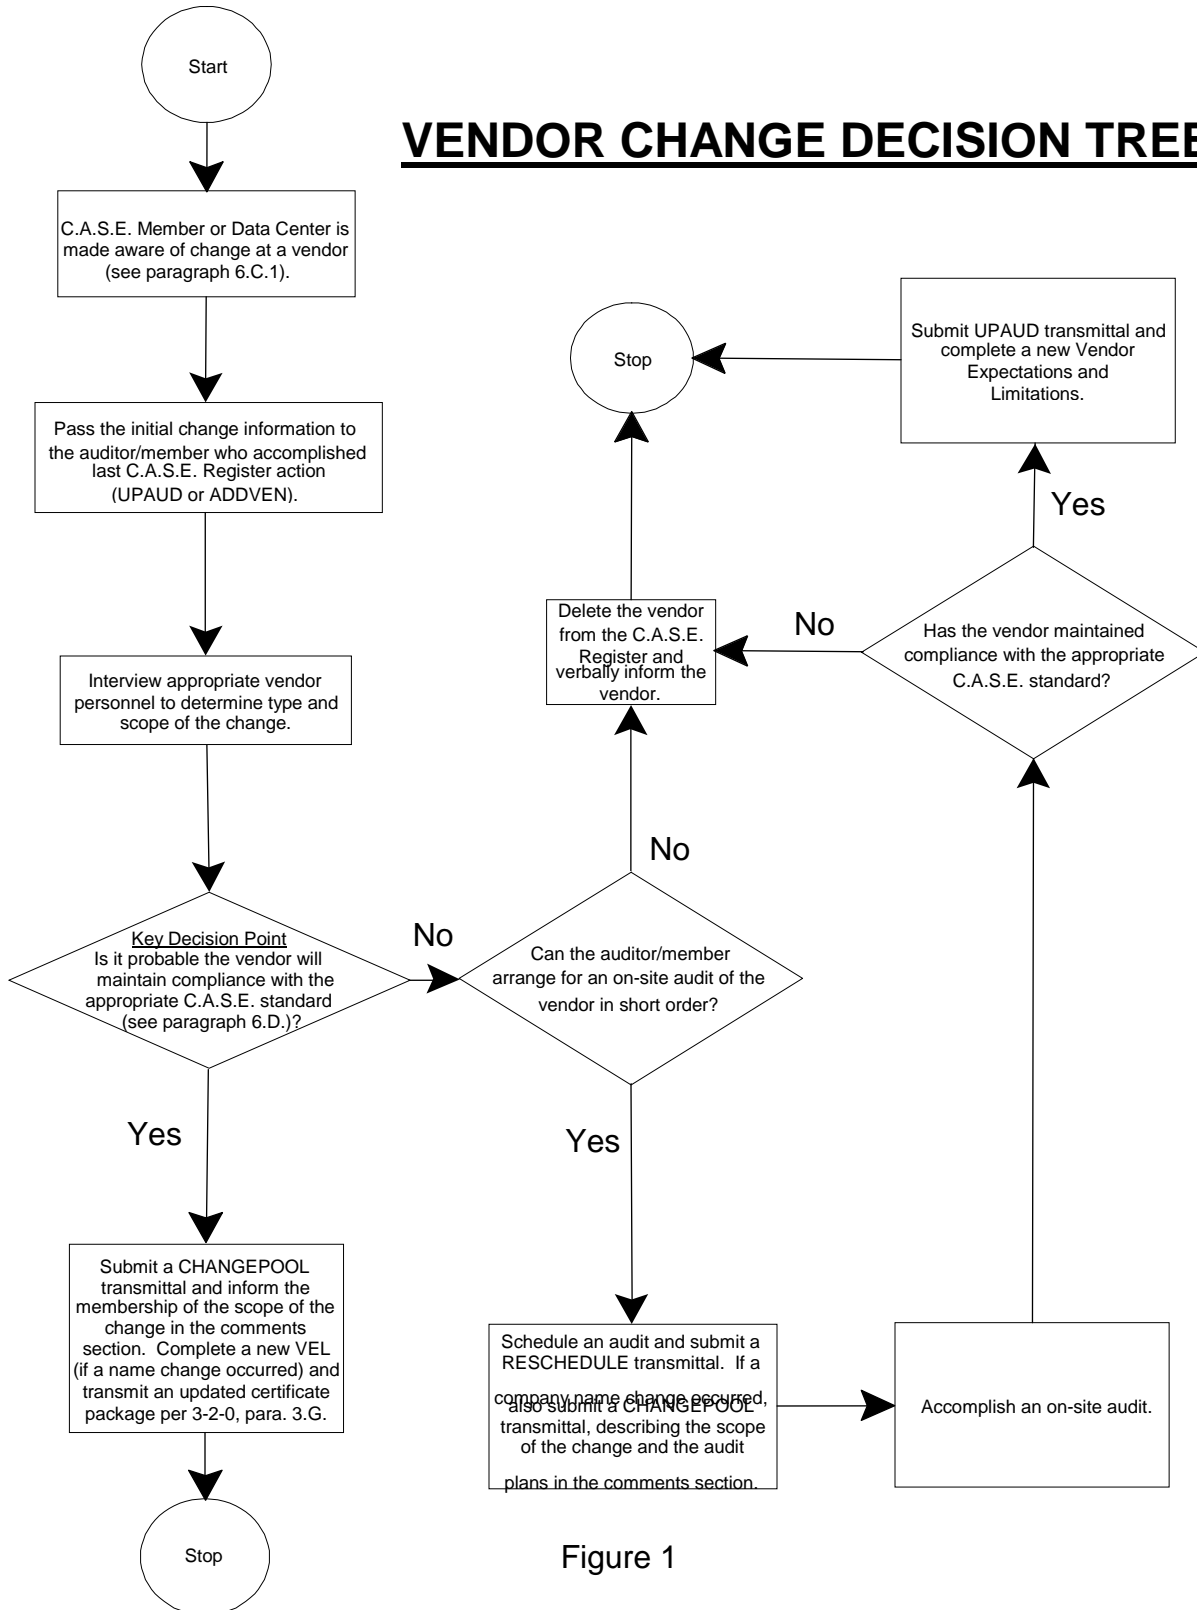 Start
VENDOR CHANGE DECISION TREE
C.A.S.E. Member or Data Center is
made aware of change at a vendor
(see paragraph 6.C.1).
Pass the initial change information to
the auditor/member who accomplished
last C.A.S.E. Register action
(UPAUD or ADDVEN).
Interview appropriate vendor
personnel to determine type and
scope of the change.
Key Decision Point
Is it probable the vendor will
maintain compliance with the
appropriate C.A.S.E. standard
(see paragraph 6.D.)?
Yes
No
Submit a CHANGEPOOL
transmittal and inform the
membership of the scope of the
change in the comments
section.  Complete a new VEL
(if a name change occurred) and
transmit an updated certificate
package per 3-2-0, para. 3.G.
Stop
Can the auditor/member
arrange for an on-site audit of the
vendor in short order?
No
Delete the vendor
from the C.A.S.E.
Register and
verbally inform the
vendor.
Stop
Yes
Schedule an audit and submit a
RESCHEDULE transmittal.  If a
company name change occurred,
also submit a CHANGEPOOL
transmittal, describing the scope
of the change and the audit
plans in the comments section.
Accomplish an on-site audit.
Has the vendor maintained
compliance with the appropriate
C.A.S.E. standard?
No
Yes
Submit UPAUD transmittal and
complete a new Vendor
Expectations and
Limitations.
Figure 1